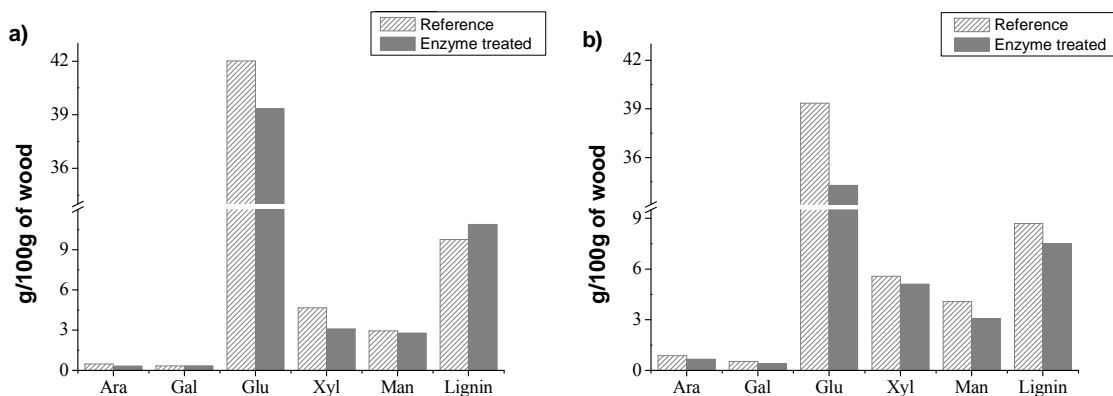 a)
Reference
Enzyme treated
g/100g of wood
42
39
36
9
6
3
0
Ara Gal Glu Xyl Man Lignin
b)
Reference
Enzyme treated
g/100g of wood
42
39
36
9
6
3
0
Ara Gal Glu Xyl Man Lignin